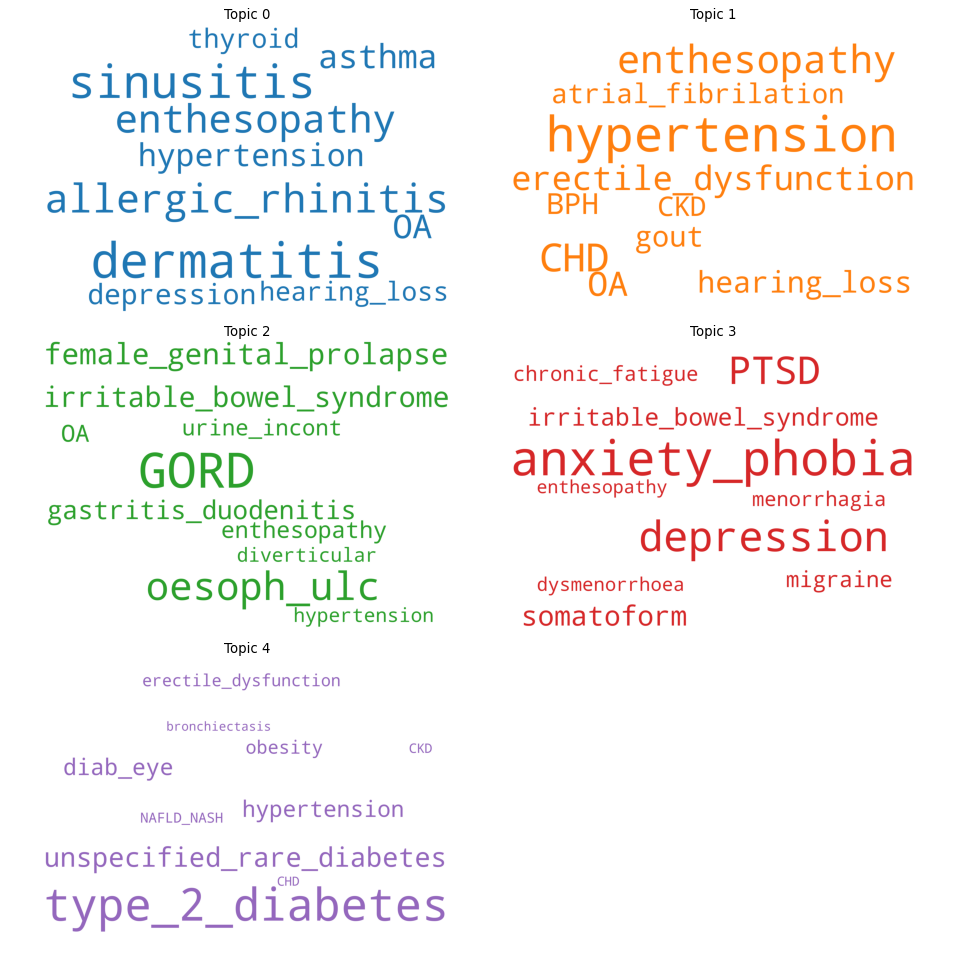 Topic 0
thyroid
asthma
sinusitis
enthesopathy
hypertension
allergic_rhinitis
OA
dermatitis
depression
hearing_loss
Topic 1
enthesopathy
atrial_fibrilation
hypertension
erectile_dysfunction
BPH
CKD
gout
CHD
OA
hearing_loss
Topic 2
female_genital_prolapse
irritable_bowel_syndrome
OA
urine_incont
GORD
gastritis_duodenitis
enthesopathy
diverticular
oesoph_ulc
hypertension
Topic 3
PTSD
chronic_fatigue
irritable_bowel_syndrome
anxiety_phobia
enthesopathy
menorrhagia
depression
migraine
dysmenorrhoea
somatoform
Topic 4
erectile_dysfunction
bronchiectasis
obesity
CKD
diab_eye
hypertension
NAFLD_NASH
unspecified_rare_diabetes
CHD
type_2_diabetes